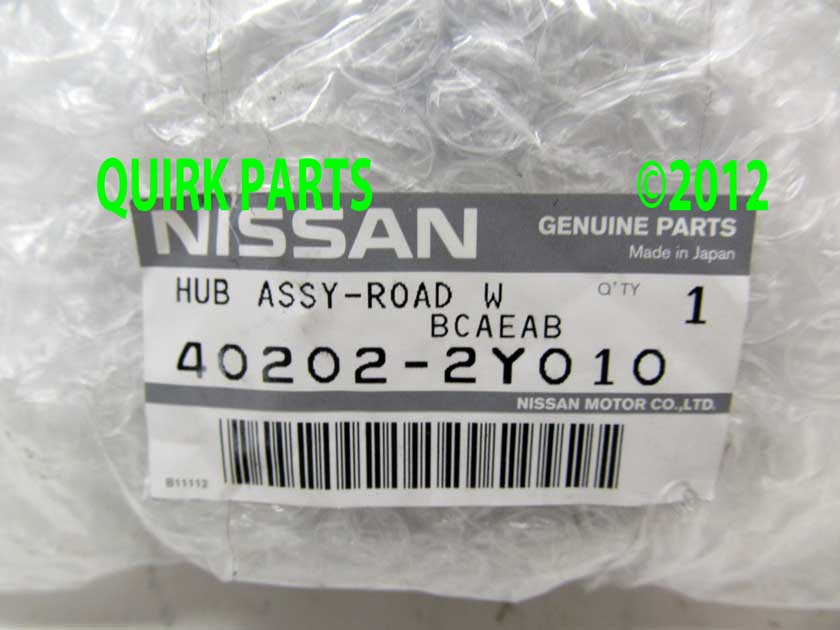 QUIRK PARTS ©2012
NISSAN GENUINE PARTS
Made in Japan
HUB ASSY-ROAD W Q'TY 1
BCAEAB
40202-2Y010
NISSAN MOTOR CO.,LTD.
B11112